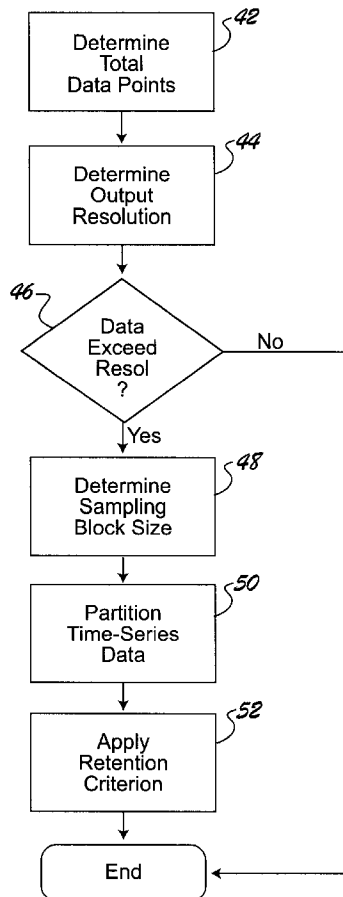 42
Determine
Total
Data Points
44
Determine
Output
Resolution
46
Data
Exceed
Resol
?
No
Yes
48
Determine
Sampling
Block Size
50
Partition
Time-Series
Data
52
Apply
Retention
Criterion
End